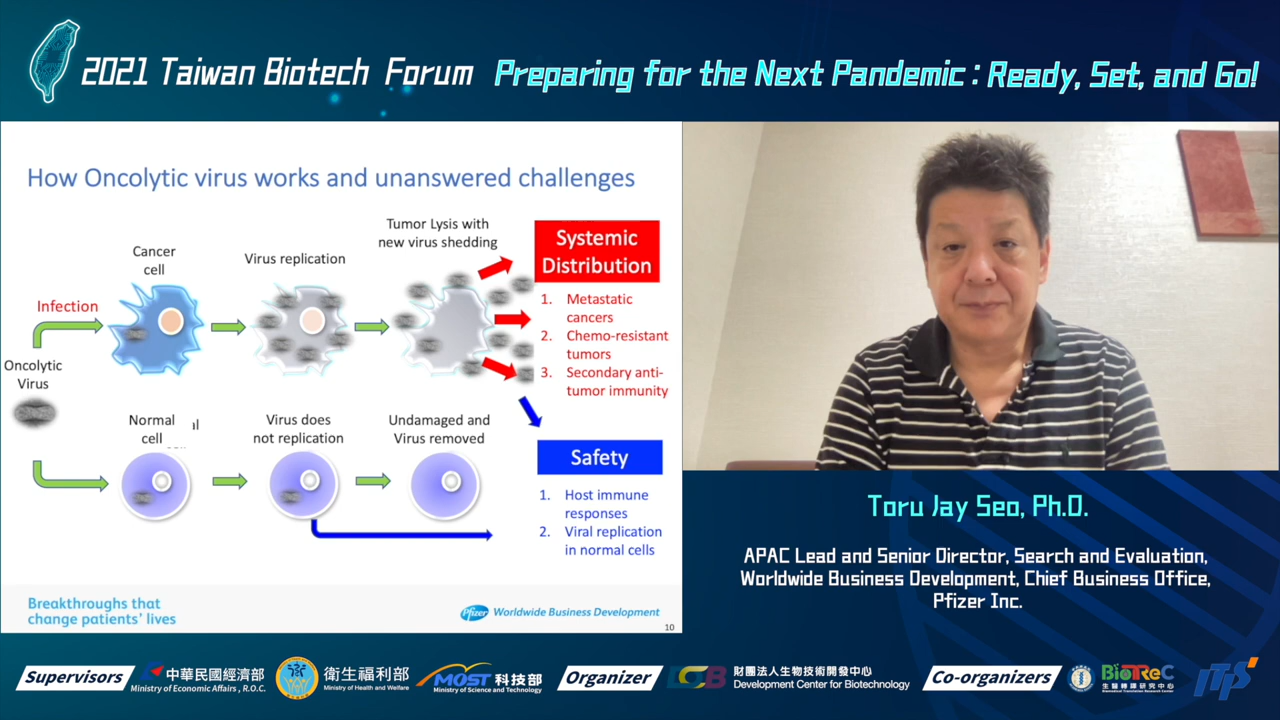 2021 Taiwan Biotech Forum
Preparing for the Next Pandemic : Ready, Set, and Go!
How Oncolytic virus works and unanswered challenges
Cancer
cell
Virus replication
Tumor Lysis with
new virus shedding
Systemic
Distribution
Infection
1. Metastatic
cancers
2. Chemo-resistant
tumors
3. Secondary anti-
tumor immunity
Oncolytic
Virus
Normal
cell
al
Virus does
not replication
Undamaged and
Virus removed
Safety
1. Host immune
responses
2. Viral replication
in normal cells
Breakthroughs that
change patients' lives
Pfizer Worldwide Business Development
10
Toru Jay Seo, Ph.D.
APAC Lead and Senior Director, Search and Evaluation,
Worldwide Business Development, Chief Business Office,
Pfizer Inc.
Supervisors
中華民國經濟部
Ministry of Economic Affairs , R.O.C.
衛生福利部
Ministry of Health and Welfare
MOST 科技部
Ministry of Science and Technology
Organizer
DCB
財團法人生物技術開發中心
Development Center for Biotechnology
Co-organizers
BioTReC
生醫轉譯研究中心
Biomedical Translation Research Center
ITIS